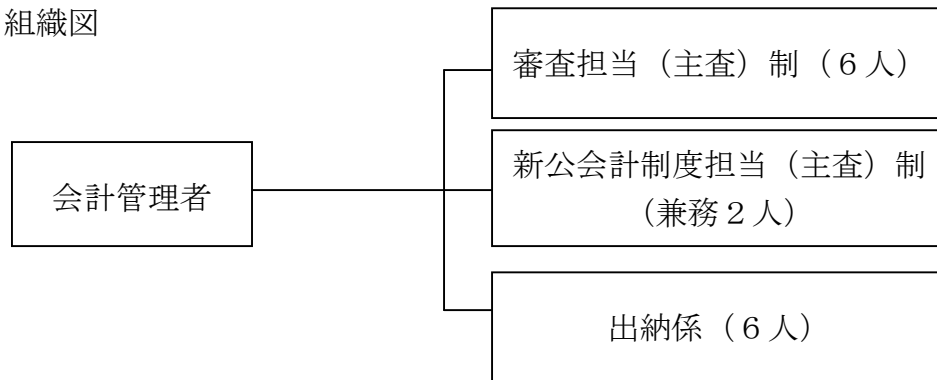 組織図
審査担当（主査）制（６人）
会計管理者
新公会計制度担当（主査）制
（兼務２人）
出納係（６人）